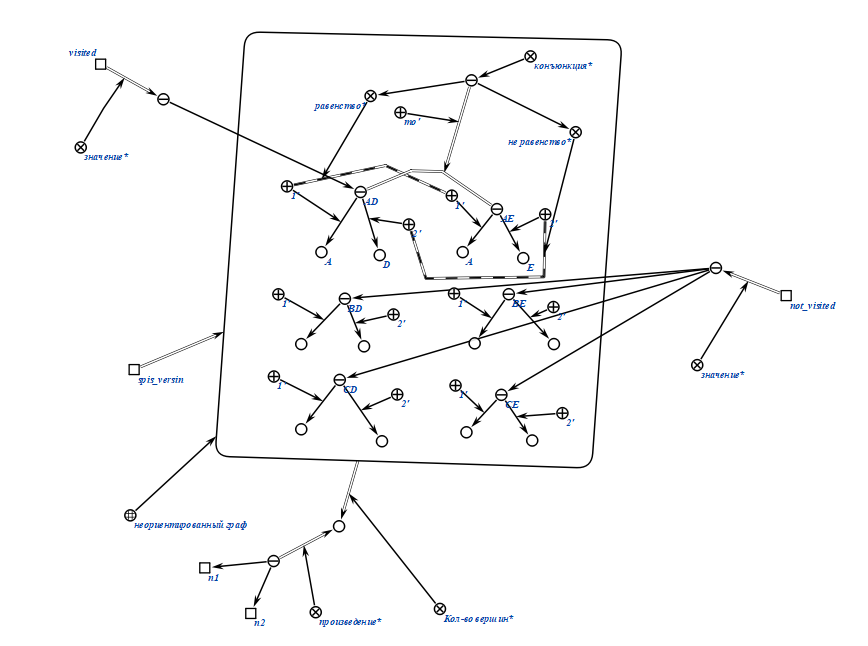 visited
конъюнкция*
равенство*
то'
не равенство*
значение*
1'
AD
1'
AE
2'
2'
A
D
A
E
1'
BD
2'
1'
BE
2'
not_visited
значение*
spis_versin
1'
CD
2'
1'
CE
2'
неориентированный граф
n1
n2
произведение*
Кол-во вершин*